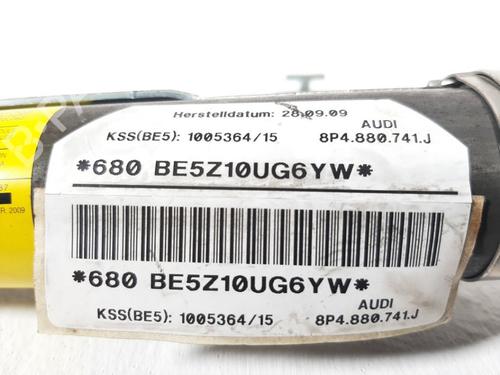 Herstelldatum: 28.09.09
AUDI
KSS(BE5): 1005364/15
8P4.880.741.J
*680 BE5Z10UG6YW*
*680 BE5Z10UG6YW*
AUDI
KSS(BE5): 1005364/15
8P4.880.741.J
R 2009